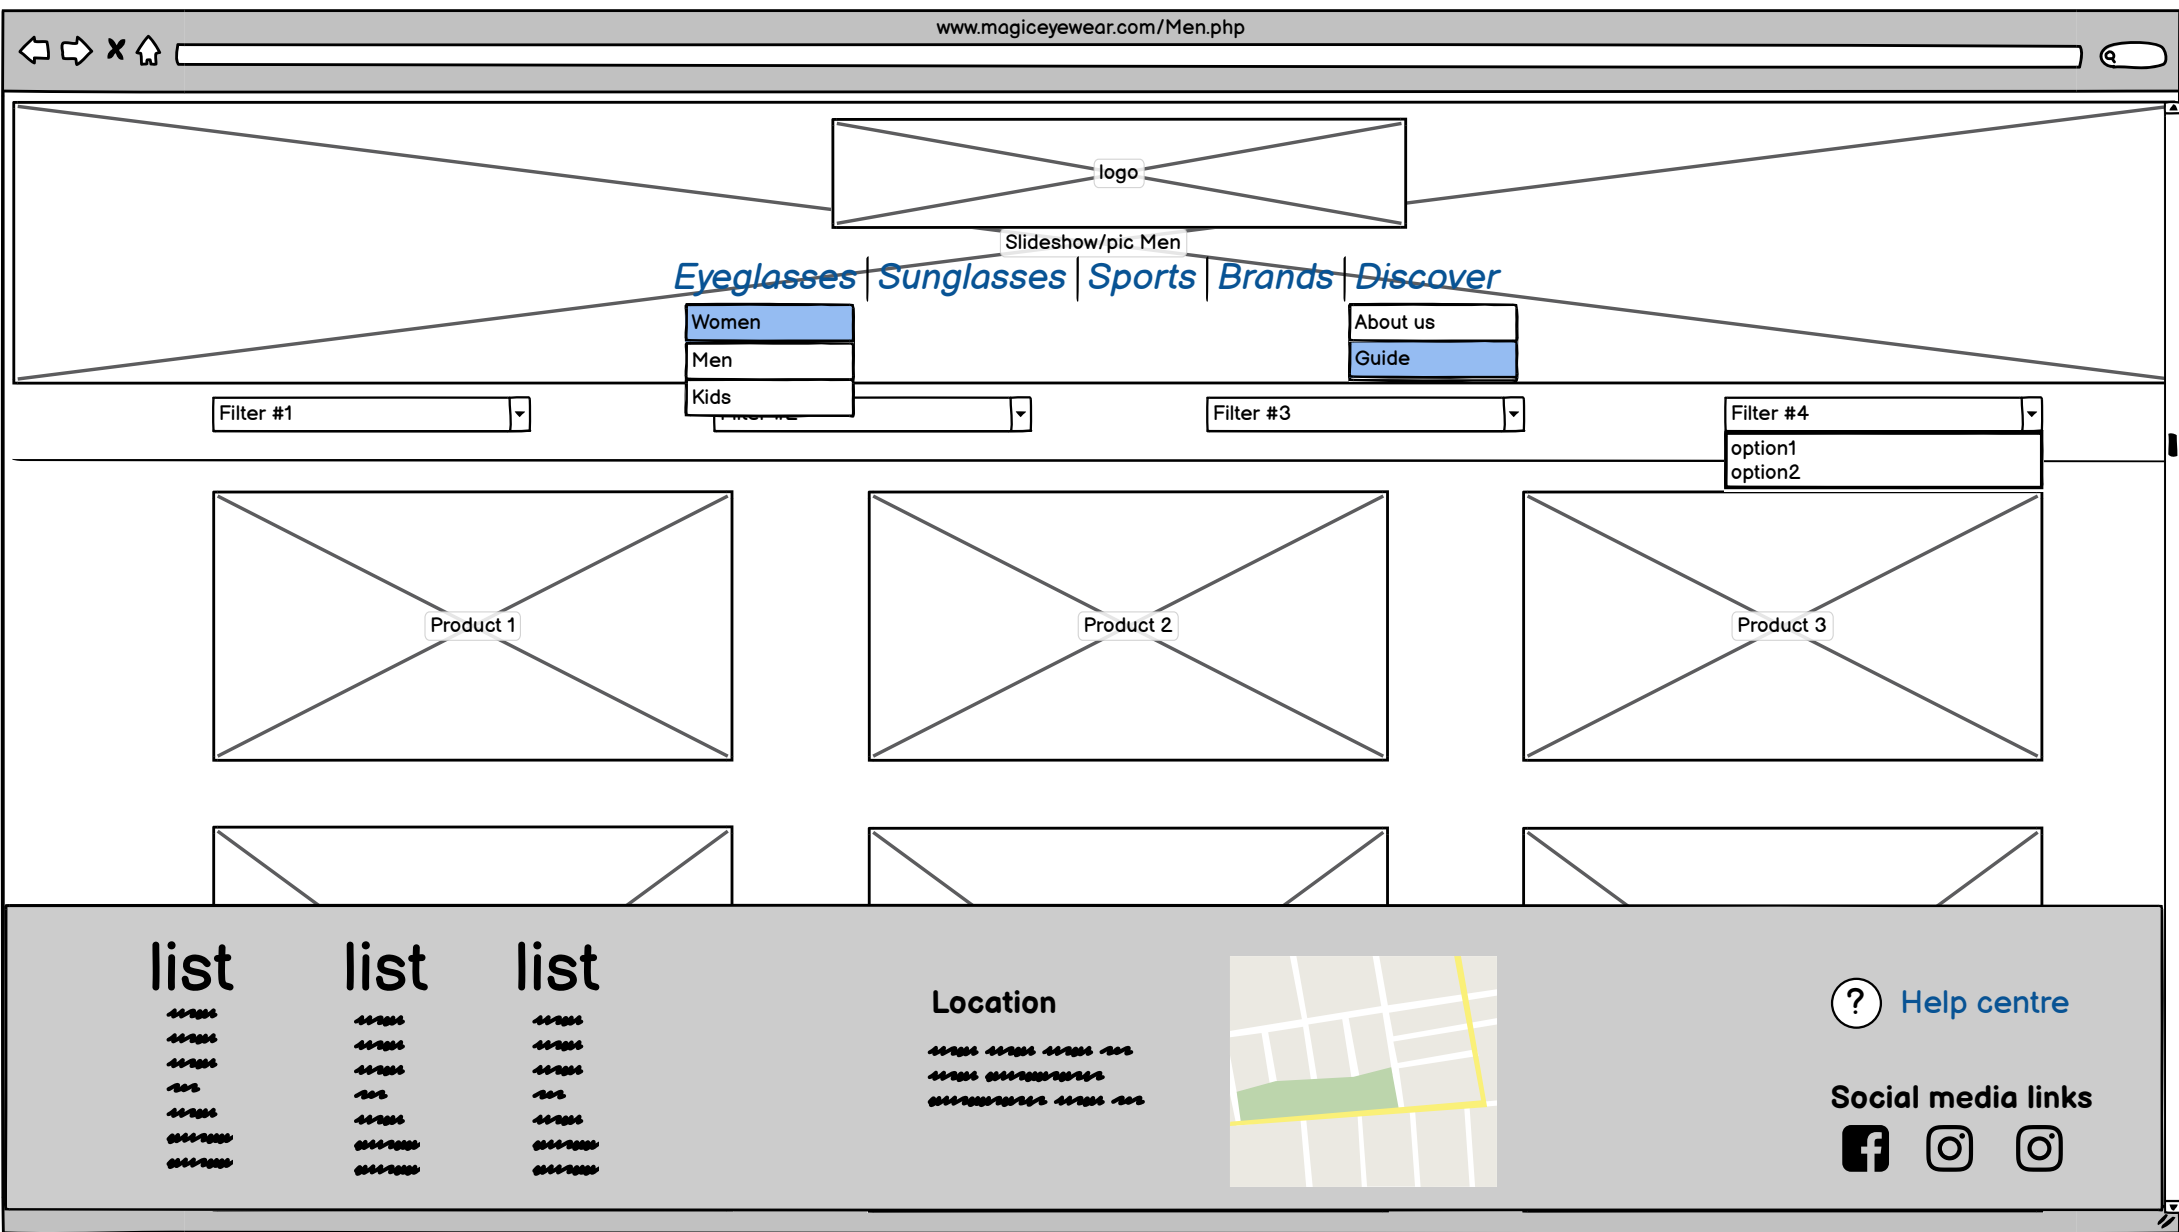 www.magiceyewear.com/Men.php
logo
Slideshow/pic Men
Eyeglasses Sunglasses Sports Brands Discover
Women
Men
Kids
About us
Guide
Filter #1
Filter #2
Filter #3
Filter #4
option1
option2
Product 1
Product 2
Product 3
list
list
list
Location
? Help centre
Social media links